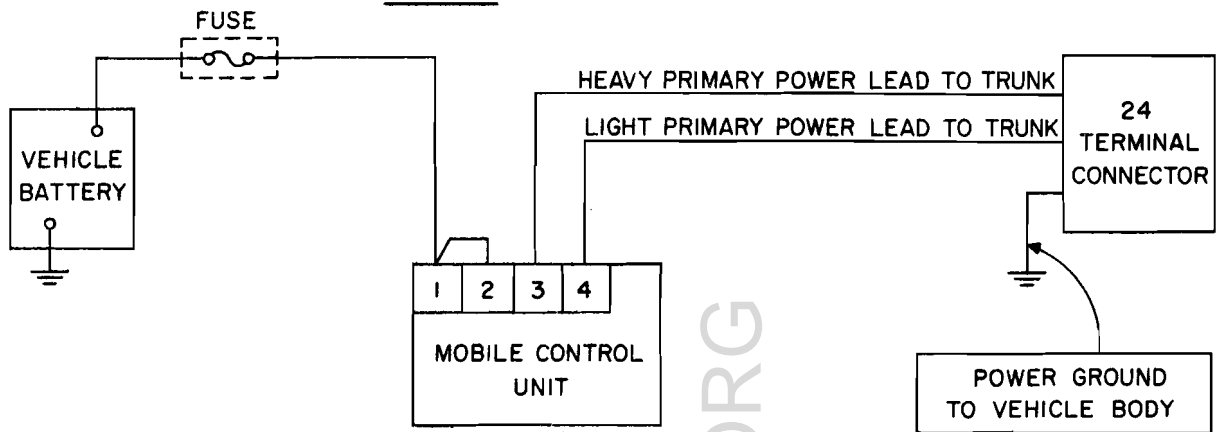 FUSE
HEAVY PRIMARY POWER LEAD TO TRUNK
LIGHT PRIMARY POWER LEAD TO TRUNK
24
TERMINAL
CONNECTOR
VEHICLE
BATTERY
1 2 3 4
MOBILE CONTROL
UNIT
POWER GROUND
TO VEHICLE BODY
ORG